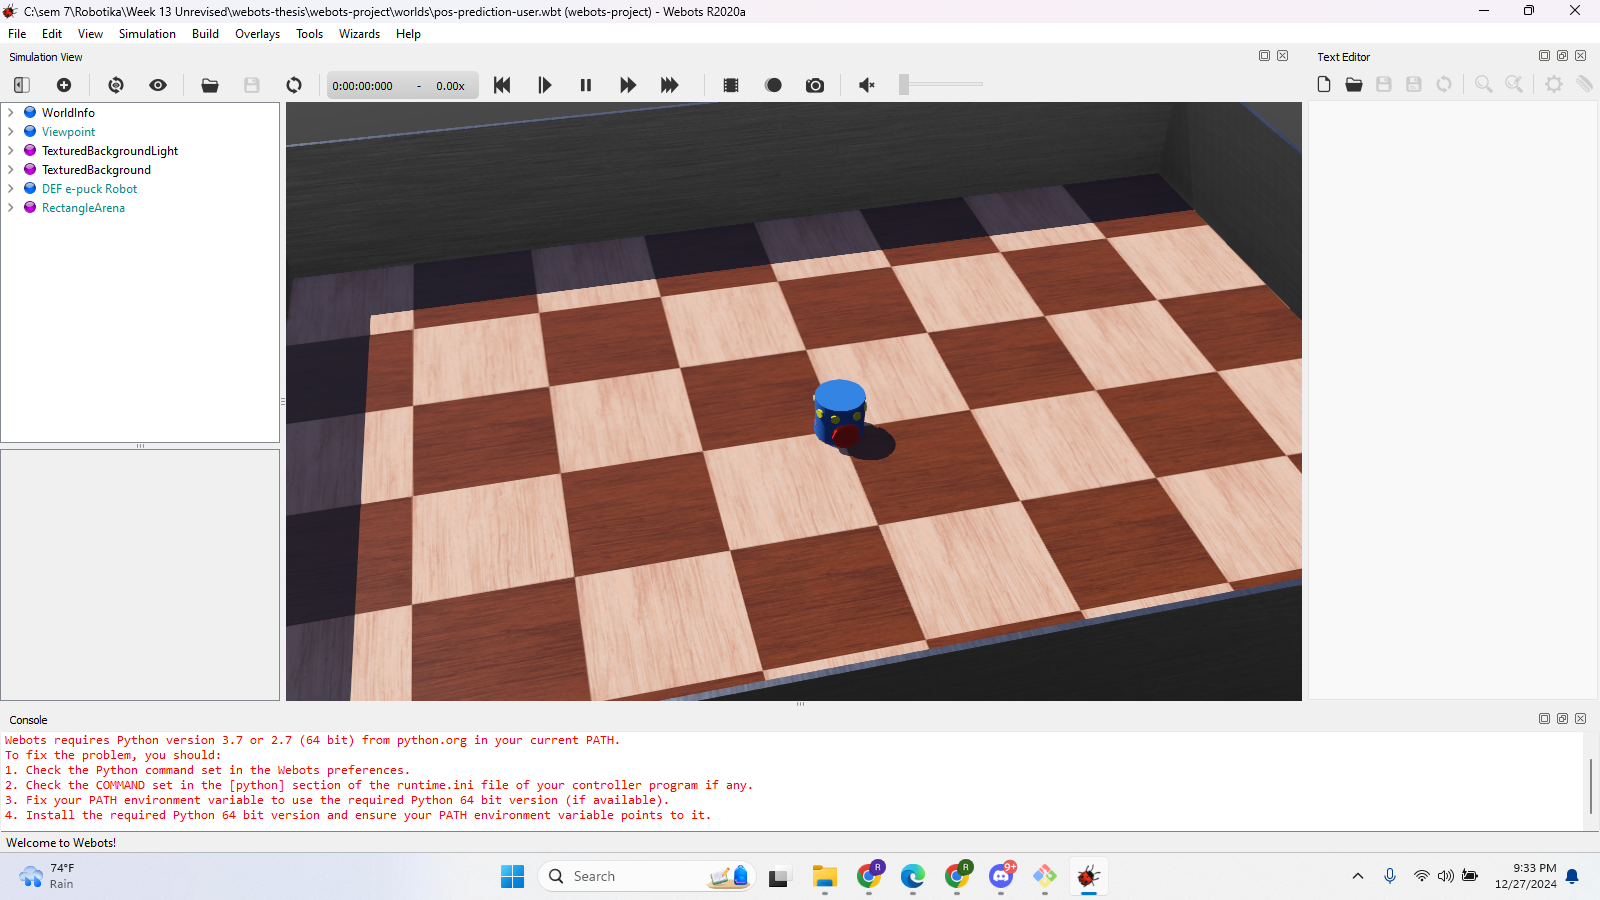 C:\sem 7\Robotika\Week 13 Unrevised\webots-thesis\webots-project\worlds\pos-prediction-user.wbt (webots-project) - Webots R2020a
File Edit View Simulation Build Overlays Tools Wizards Help
Simulation View
Text Editor
0:00:00:000 - 0.00x
WorldInfo
Viewpoint
TexturedBackgroundLight
TexturedBackground
DEF e-puck Robot
RectangleArena
Console
Webots requires Python version 3.7 or 2.7 (64 bit) from python.org in your current PATH.
To fix the problem, you should:
1. Check the Python command set in the Webots preferences.
2. Check the COMMAND set in the [python] section of the runtime.ini file of your controller program if any.
3. Fix your PATH environment variable to use the required Python 64 bit version (if available).
4. Install the required Python 64 bit version and ensure your PATH environment variable points to it.
Welcome to Webots!
74°F
Rain
Search
R
R
9+
9:33 PM
12/27/2024